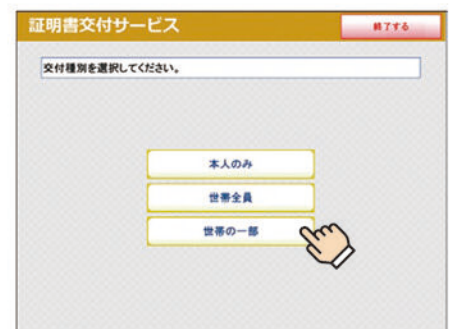 証明書交付サービス
終了する
交付種別を選択してください。
本人のみ
世帯全員
世帯の一部